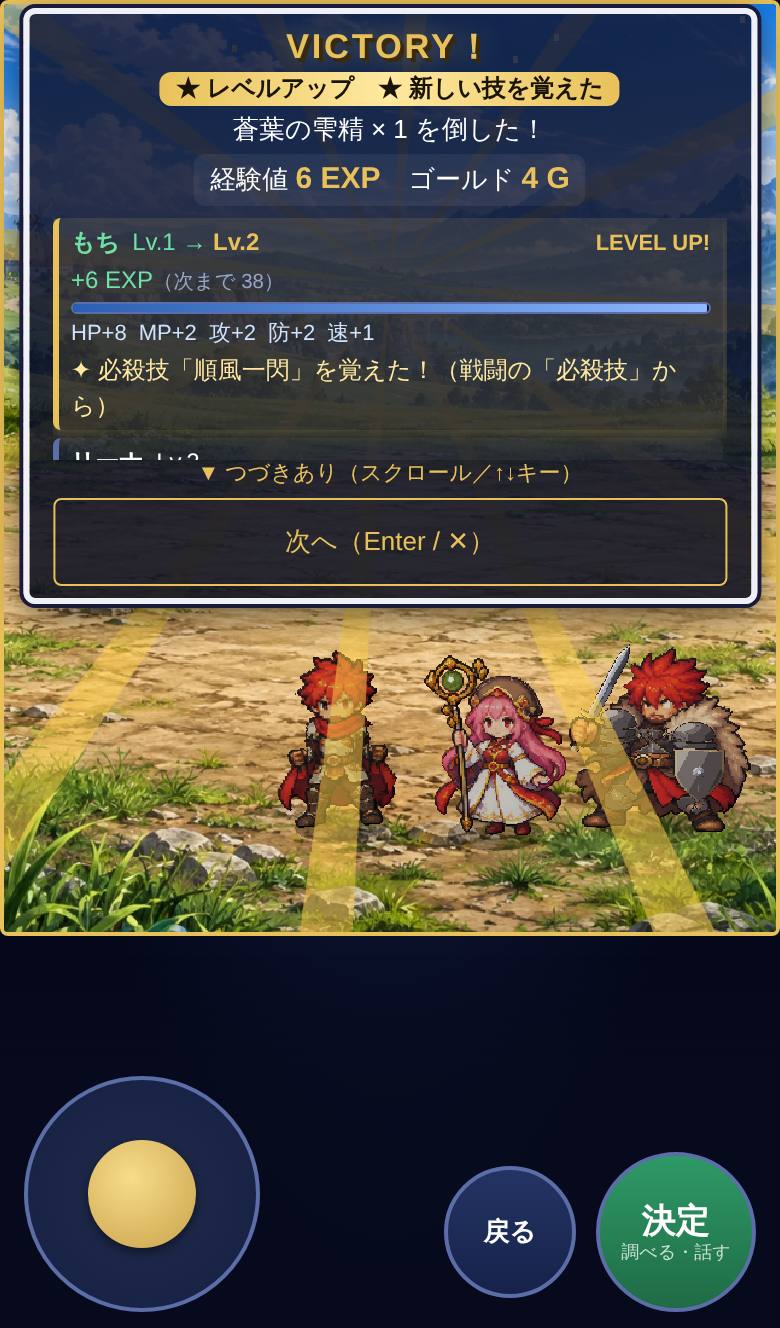 VICTORY！
★ レベルアップ　★ 新しい技を覚えた
蒼葉の雫精 × 1 を倒した！
経験値 6 EXP　ゴールド 4 G
もち Lv.1 → Lv.2 LEVEL UP!
+6 EXP（次まで 38）
HP+8 MP+2 攻+2 防+2 速+1
✦ 必殺技「順風一閃」を覚えた！（戦闘の「必殺技」か
ら）
リーナ
▼ つづきあり（スクロール／↑↓キー）
次へ（Enter / ✕）
戻る
決定
調べる・話す